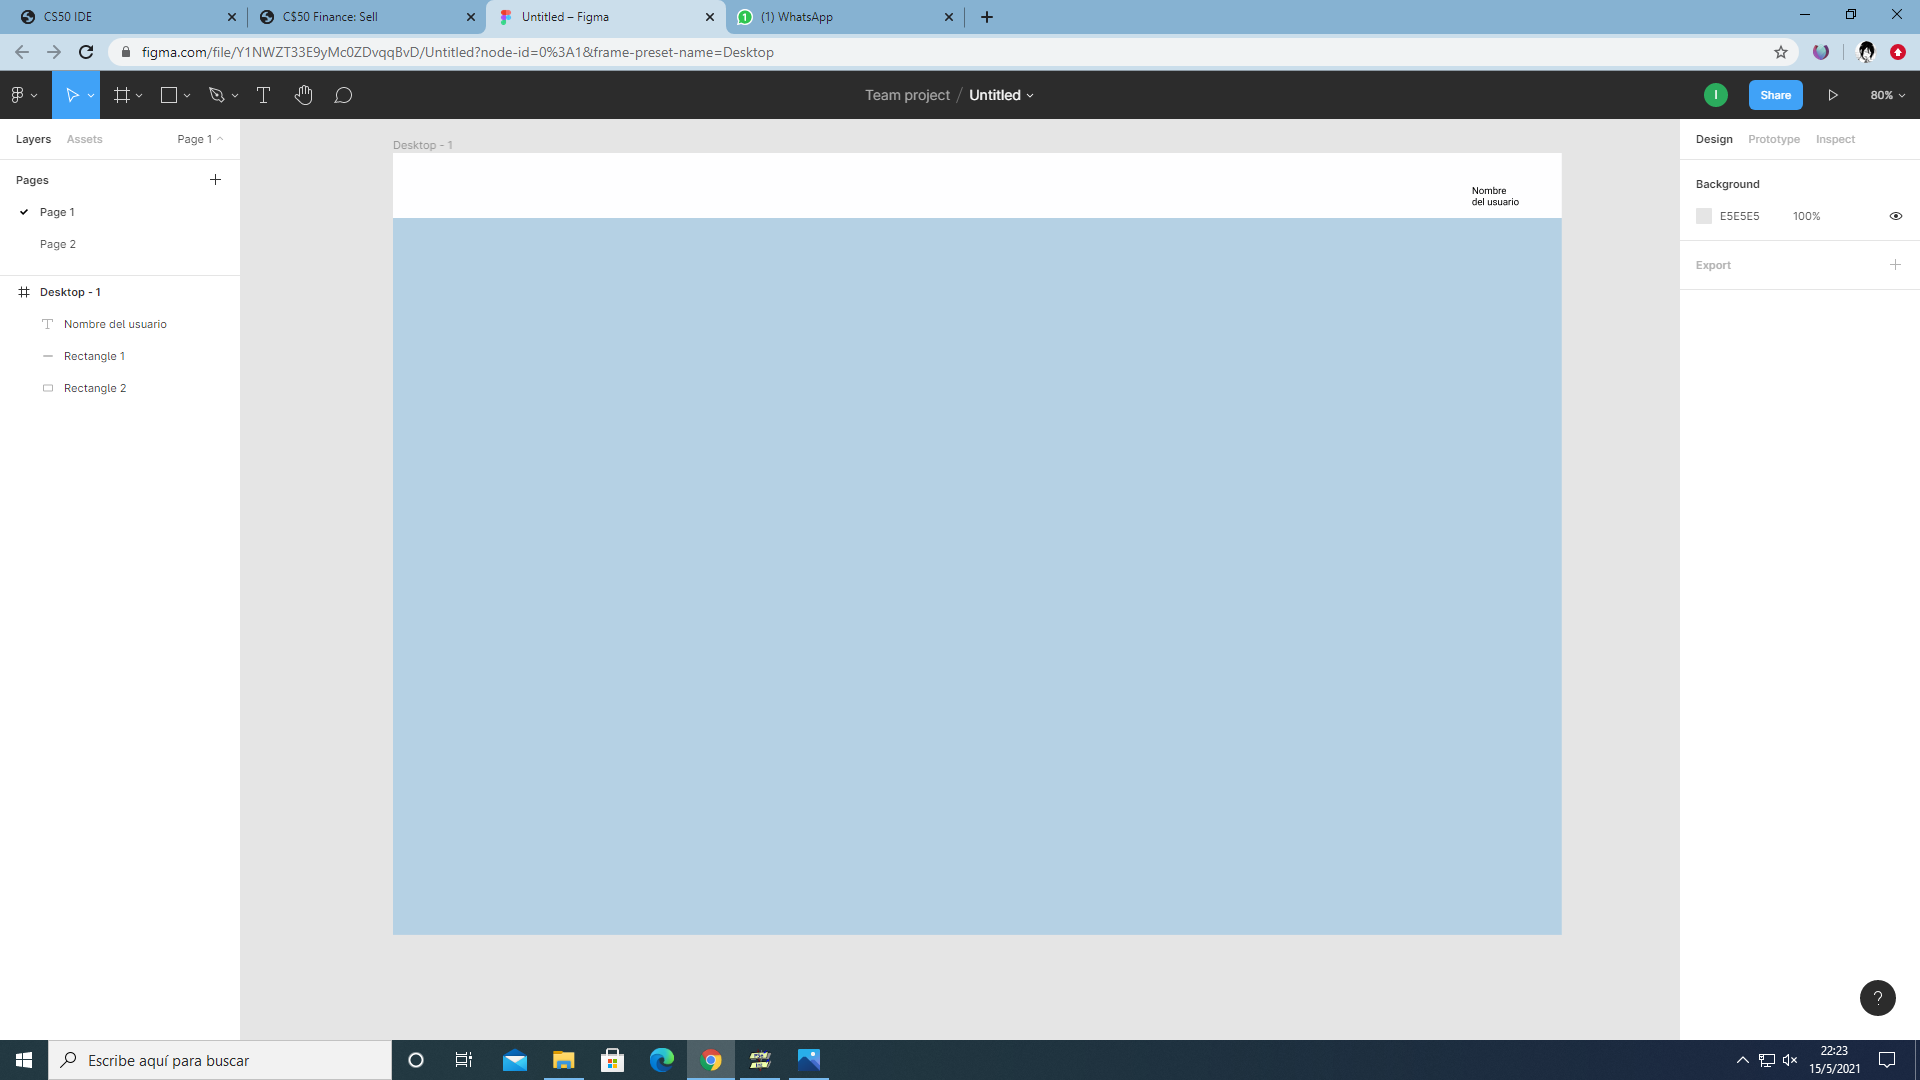 CS50 IDE
C$50 Finance: Sell
Untitled – Figma
(1) WhatsApp
figma.com/file/Y1NWZT33E9yMc0ZDvqqBvD/Untitled?node-id=0%3A1&frame-preset-name=Desktop
Team project / Untitled
I
Share
80%
Layers
Assets
Page 1
Design
Prototype
Inspect
Pages
Page 1
Page 2
Desktop - 1
Nombre del usuario
Rectangle 1
Rectangle 2
Desktop - 1
Nombre
del usuario
Background
E5E5E5
100%
Export
?
Escribe aquí para buscar
22:23
15/5/2021